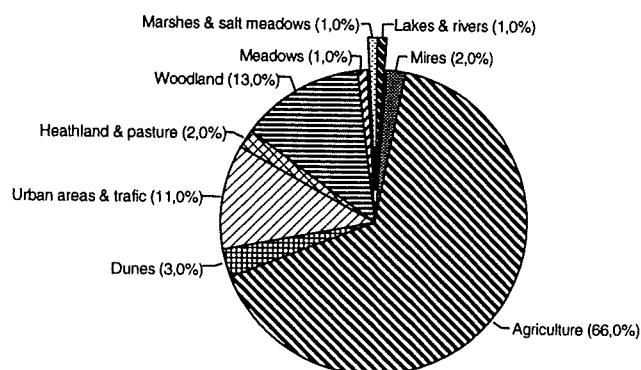 Marshes & salt meadows (1,0%)
Lakes & rivers (1,0%)
Meadows (1,0%)
Mires (2,0%)
Woodland (13,0%)
Heathland & pasture (2,0%)
Urban areas & trafic (11,0%)
Dunes (3,0%)
Agriculture (66,0%)